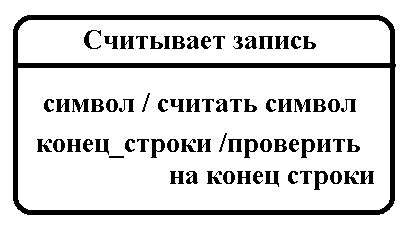 Считывает запись
символ / считать символ
конец_строки /проверить
на конец строки